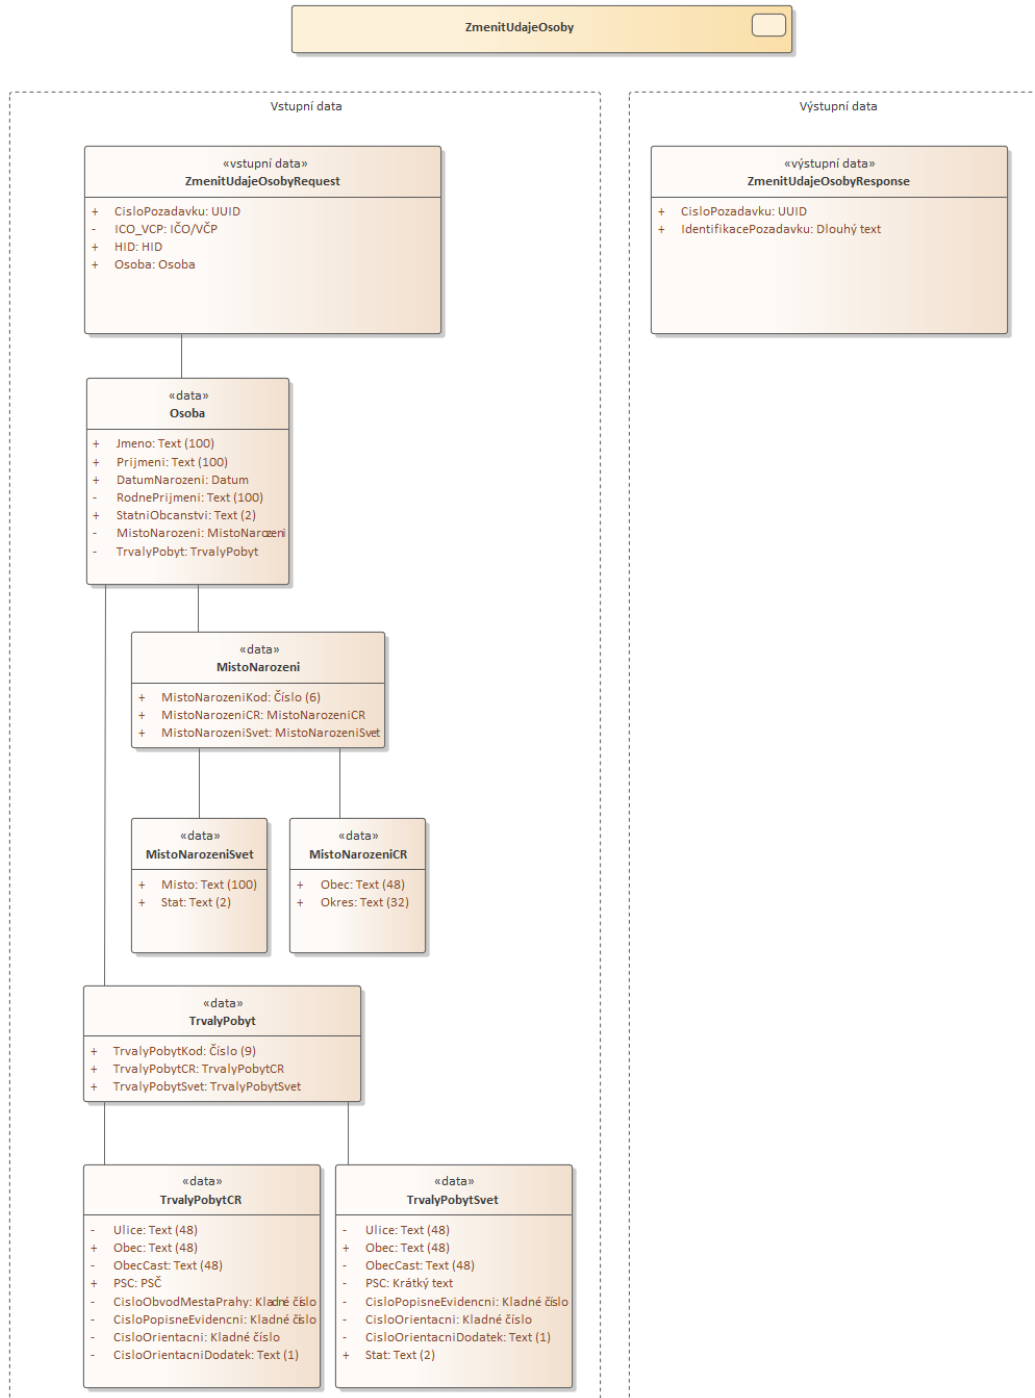 ZmenitUdajeOsoby
Vstupní data
«vstupní data»
ZmenitUdajeOsobyRequest
+ CisloPozadavku: UUID
- ICO_VCP: IČO/VČP
+ HID: HID
+ Osoba: Osoba
«data»
Osoba
+ Jmeno: Text (100)
+ Prijmeni: Text (100)
+ DatumNarozeni: Datum
- RodnePrijmeni: Text (100)
+ StatniObcanstvi: Text (2)
- MistoNarozeni: MistoNarozeni
- TrvalyPobyt: TrvalyPobyt
«data»
MistoNarozeni
+ MistoNarozeniKod: Číslo (6)
+ MistoNarozeniCR: MistoNarozeniCR
+ MistoNarozeniSvet: MistoNarozeniSvet
«data»
MistoNarozeniSvet
+ Misto: Text (100)
+ Stat: Text (2)
«data»
MistoNarozeniCR
+ Obec: Text (48)
+ Okres: Text (32)
«data»
TrvalyPobyt
+ TrvalyPobytKod: Číslo (9)
+ TrvalyPobytCR: TrvalyPobytCR
+ TrvalyPobytSvet: TrvalyPobytSvet
«data»
TrvalyPobytCR
- Ulice: Text (48)
+ Obec: Text (48)
- ObecCast: Text (48)
+ PSC: PSČ
- CisloObvodMestaPrahy: Kladné číslo
- CisloPopisneEvidencni: Kladné číslo
- CisloOrientacni: Kladné číslo
- CisloOrientacniDodatek: Text (1)
«data»
TrvalyPobytSvet
- Ulice: Text (48)
+ Obec: Text (48)
- ObecCast: Text (48)
- PSC: Krátký text
- CisloPopisneEvidencni: Kladné číslo
- CisloOrientacni: Kladné číslo
- CisloOrientacniDodatek: Text (1)
+ Stat: Text (2)
Výstupní data
«výstupní data»
ZmenitUdajeOsobyResponse
+ CisloPozadavku: UUID
+ IdentifikacePozadavku: Dlouhý text